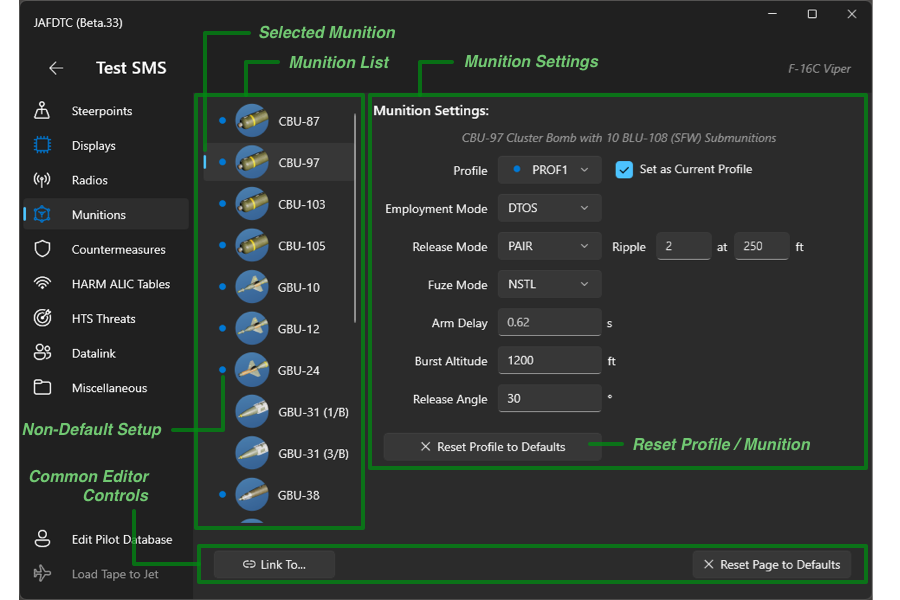 JAFDTC (Beta.33)
Selected Munition
Munition List
Munition Settings
Test SMS
F-16C Viper
Steerpoints
Displays
Radios
Munitions
Countermeasures
HARM ALIC Tables
HTS Threats
Datalink
Miscellaneous
Non-Default Setup
Common Editor
Controls
Edit Pilot Database
Load Tape to Jet
CBU-87
CBU-97
CBU-103
CBU-105
GBU-10
GBU-12
GBU-24
GBU-31 (1/B)
GBU-31 (3/B)
GBU-38
Munition Settings:
CBU-97 Cluster Bomb with 10 BLU-108 (SFW) Submunitions
Profile PROF1 Set as Current Profile
Employment Mode DTOS
Release Mode PAIR Ripple 2 at 250 ft
Fuze Mode NSTL
Arm Delay 0.62 s
Burst Altitude 1200 ft
Release Angle 30 °
Reset Profile to Defaults
Reset Profile / Munition
Link To...
Reset Page to Defaults